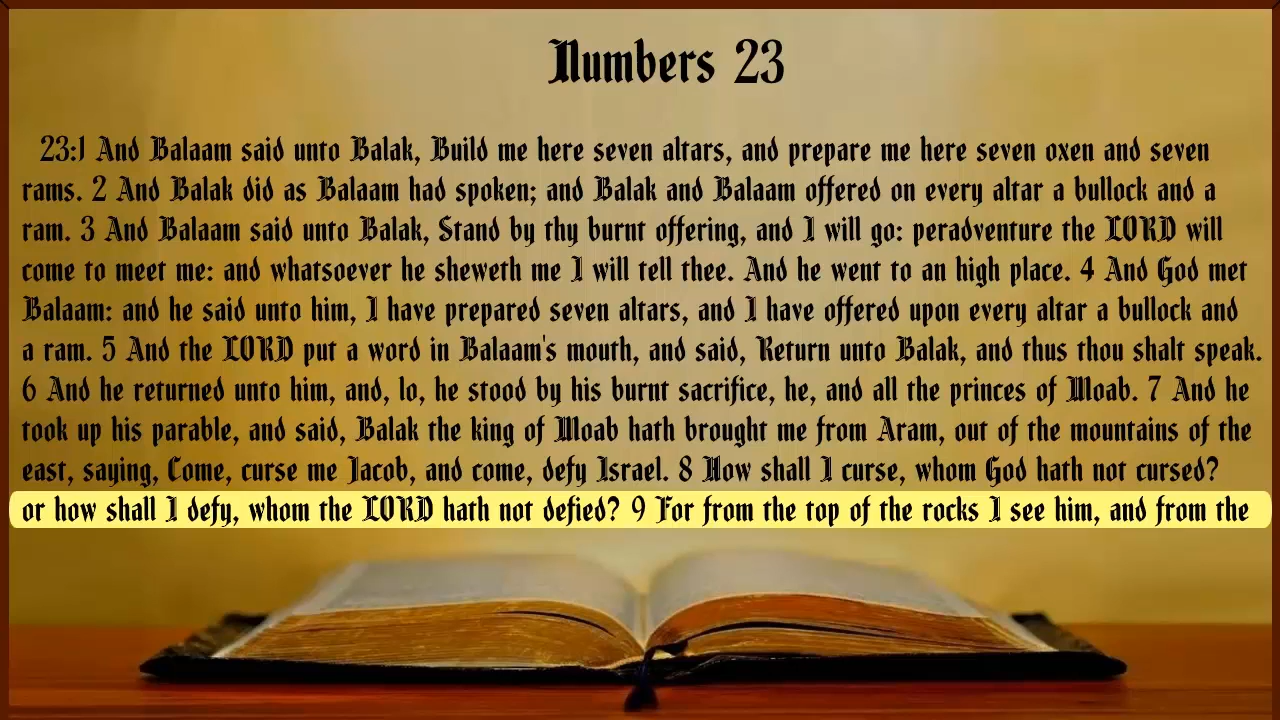 Numbers 23
23:1 And Balaam said unto Balak, Build me here seven altars, and prepare me here seven oxen and seven
rams. 2 And Balak did as Balaam had spoken; and Balak and Balaam offered on every altar a bullock and a
ram. 3 And Balaam said unto Balak, Stand by thy burnt offering, and I will go: peradventure the LORD will
come to meet me: and whatsoever he sheweth me I will tell thee. And he went to an high place. 4 And God met
Balaam: and he said unto him, I have prepared seven altars, and I have offered upon every altar a bullock and
a ram. 5 And the LORD put a word in Balaam's mouth, and said, Return unto Balak, and thus thou shalt speak.
6 And he returned unto him, and, lo, he stood by his burnt sacrifice, he, and all the princes of Moab. 7 And he
took up his parable, and said, Balak the king of Moab hath brought me from Aram, out of the mountains of the
east, saying, Come, curse me Jacob, and come, defy Israel. 8 How shall I curse, whom God hath not cursed?
or how shall I defy, whom the LORD hath not defied? 9 For from the top of the rocks I see him, and from the